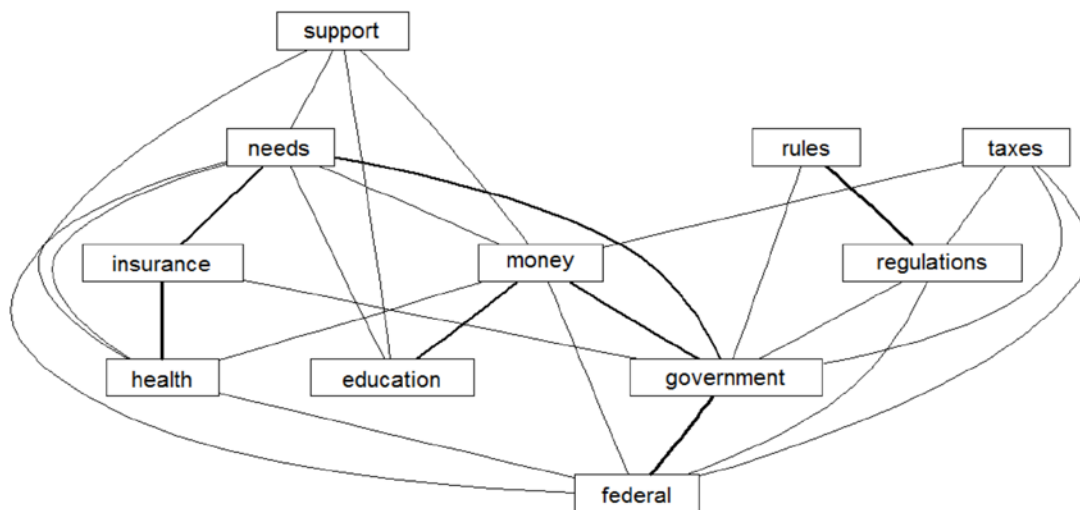 support
needs
rules
taxes
insurance
money
regulations
health
education
government
federal